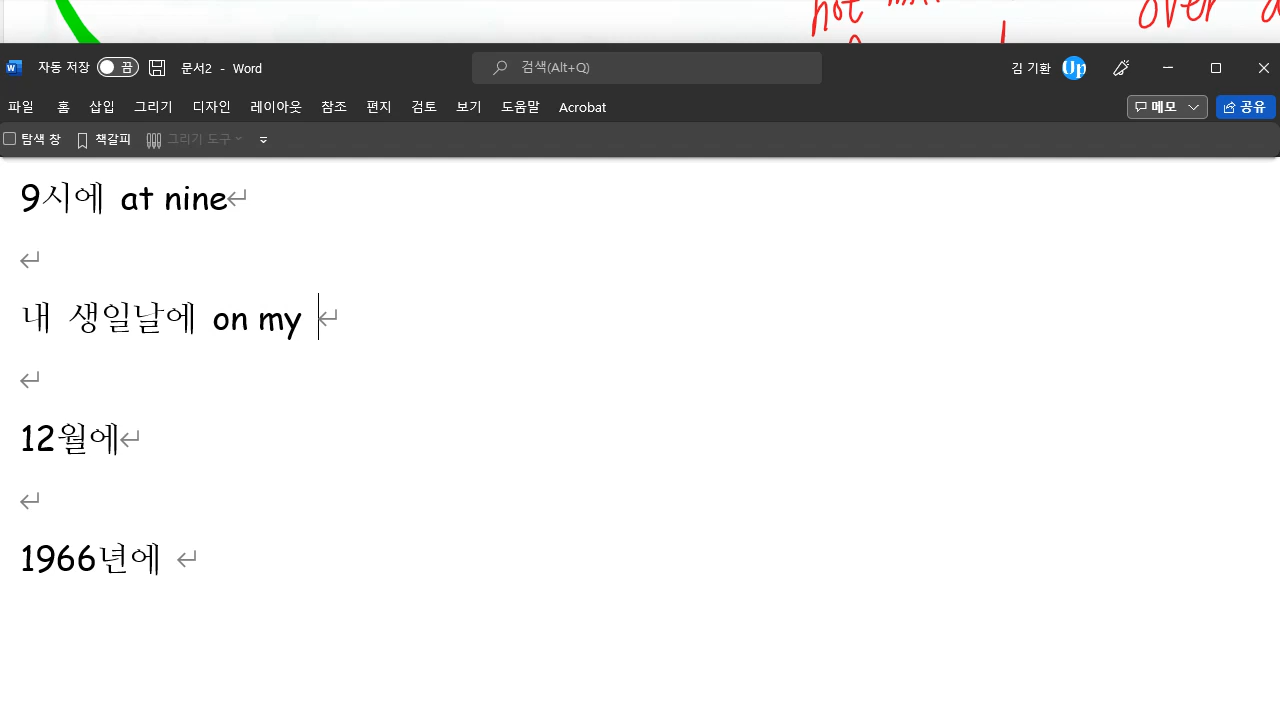 not
over
자동 저장 끔 문서2 - Word 검색(Alt+Q) 김 기환 Up
파일 홈 삽입 그리기 디자인 레이아웃 참조 편지 검토 보기 도움말 Acrobat 메모 공유
탐색 창 책갈피 그리기 도구
9시에 at nine
내 생일날에 on my
12월에
1966년에